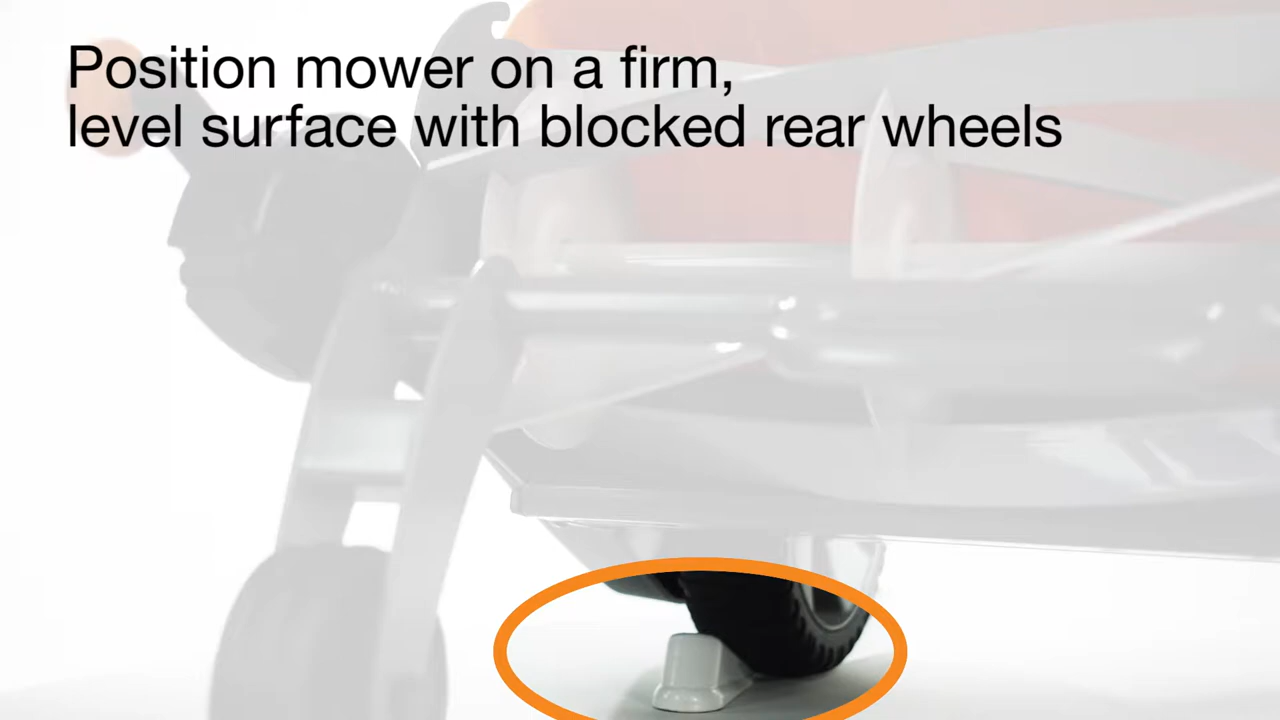 Position mower on a firm,
level surface with blocked rear wheels